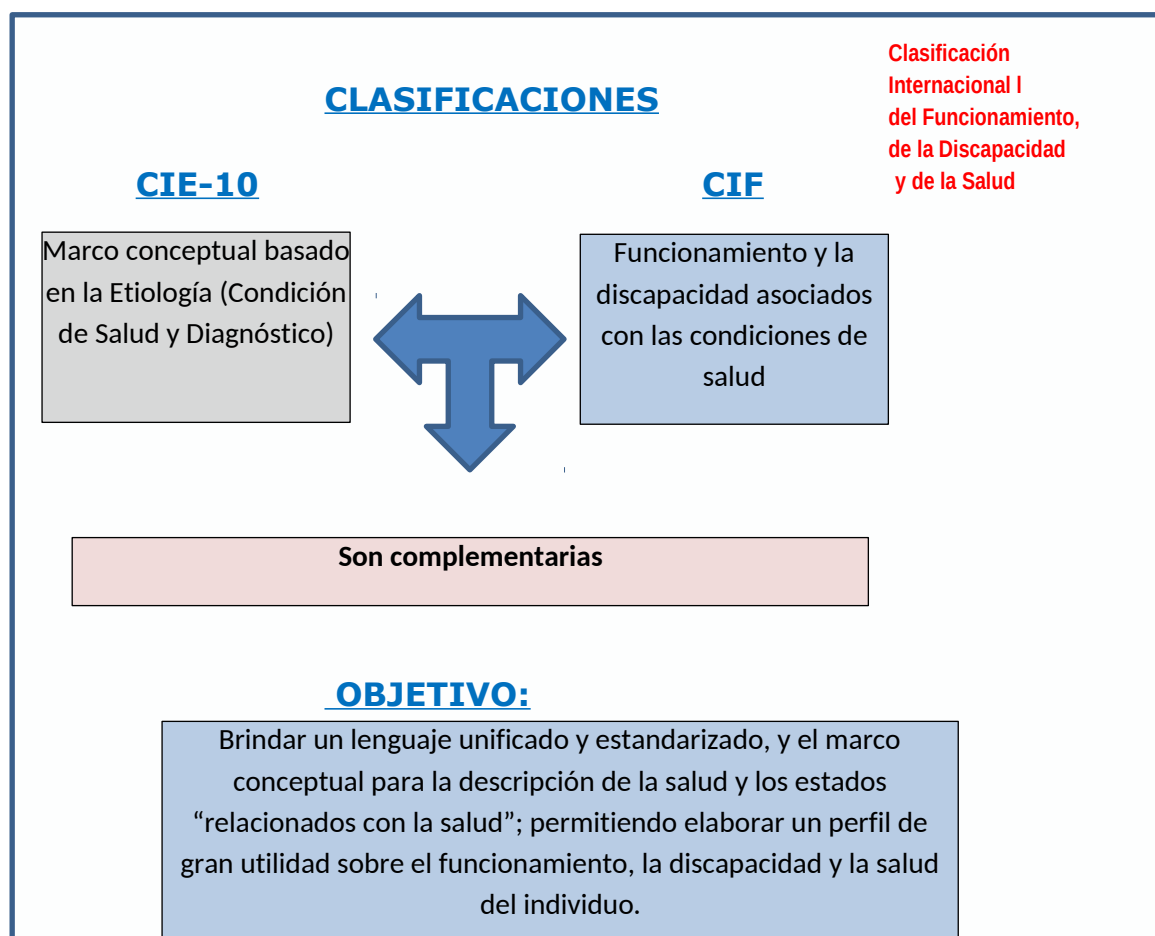 Clasificación
Internacional l
del Funcionamiento,
de la Discapacidad
y de la Salud
CLASIFICACIONES
CIE-10
CIF
Marco conceptual basado
en la Etiología (Condición
de Salud y Diagnóstico)
Funcionamiento y la
discapacidad asociados
con las condiciones de
salud
Son complementarias
OBJETIVO:
Brindar un lenguaje unificado y estandarizado, y el marco
conceptual para la descripción de la salud y los estados
“relacionados con la salud”; permitiendo elaborar un perfil de
gran utilidad sobre el funcionamiento, la discapacidad y la salud
del individuo.